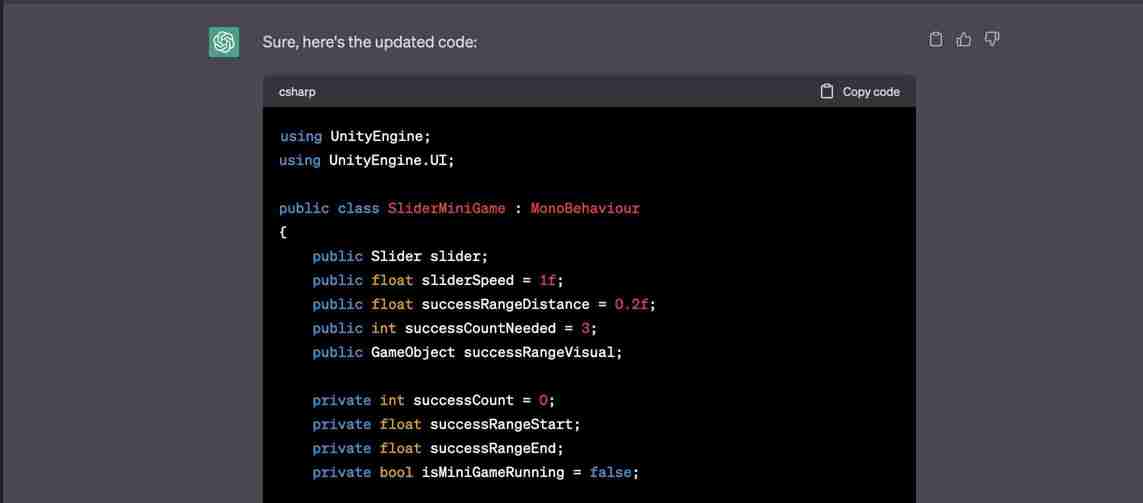 Sure, here's the updated code:
csharp
Copy code
using UnityEngine;
using UnityEngine.UI;
public class SliderMiniGame : MonoBehaviour
{
public Slider slider;
public float sliderSpeed = 1f;
public float successRangeDistance = 0.2f;
public int successCountNeeded = 3;
public GameObject successRangeVisual;
private int successCount = 0;
private float successRangeStart;
private float successRangeEnd;
private bool isMiniGameRunning = false;